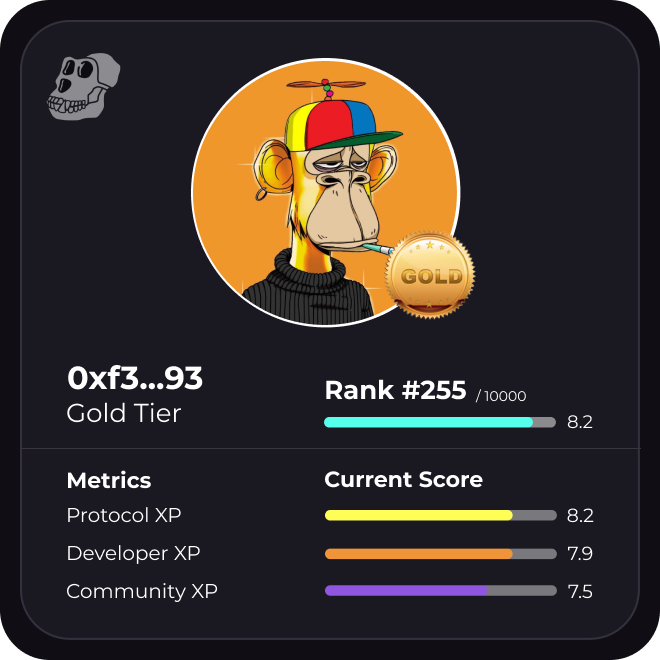 GOLD
0xf3...93
Gold Tier
Rank #255 / 10000
8.2
Metrics
Current Score
Protocol XP
8.2
Developer XP
7.9
Community XP
7.5